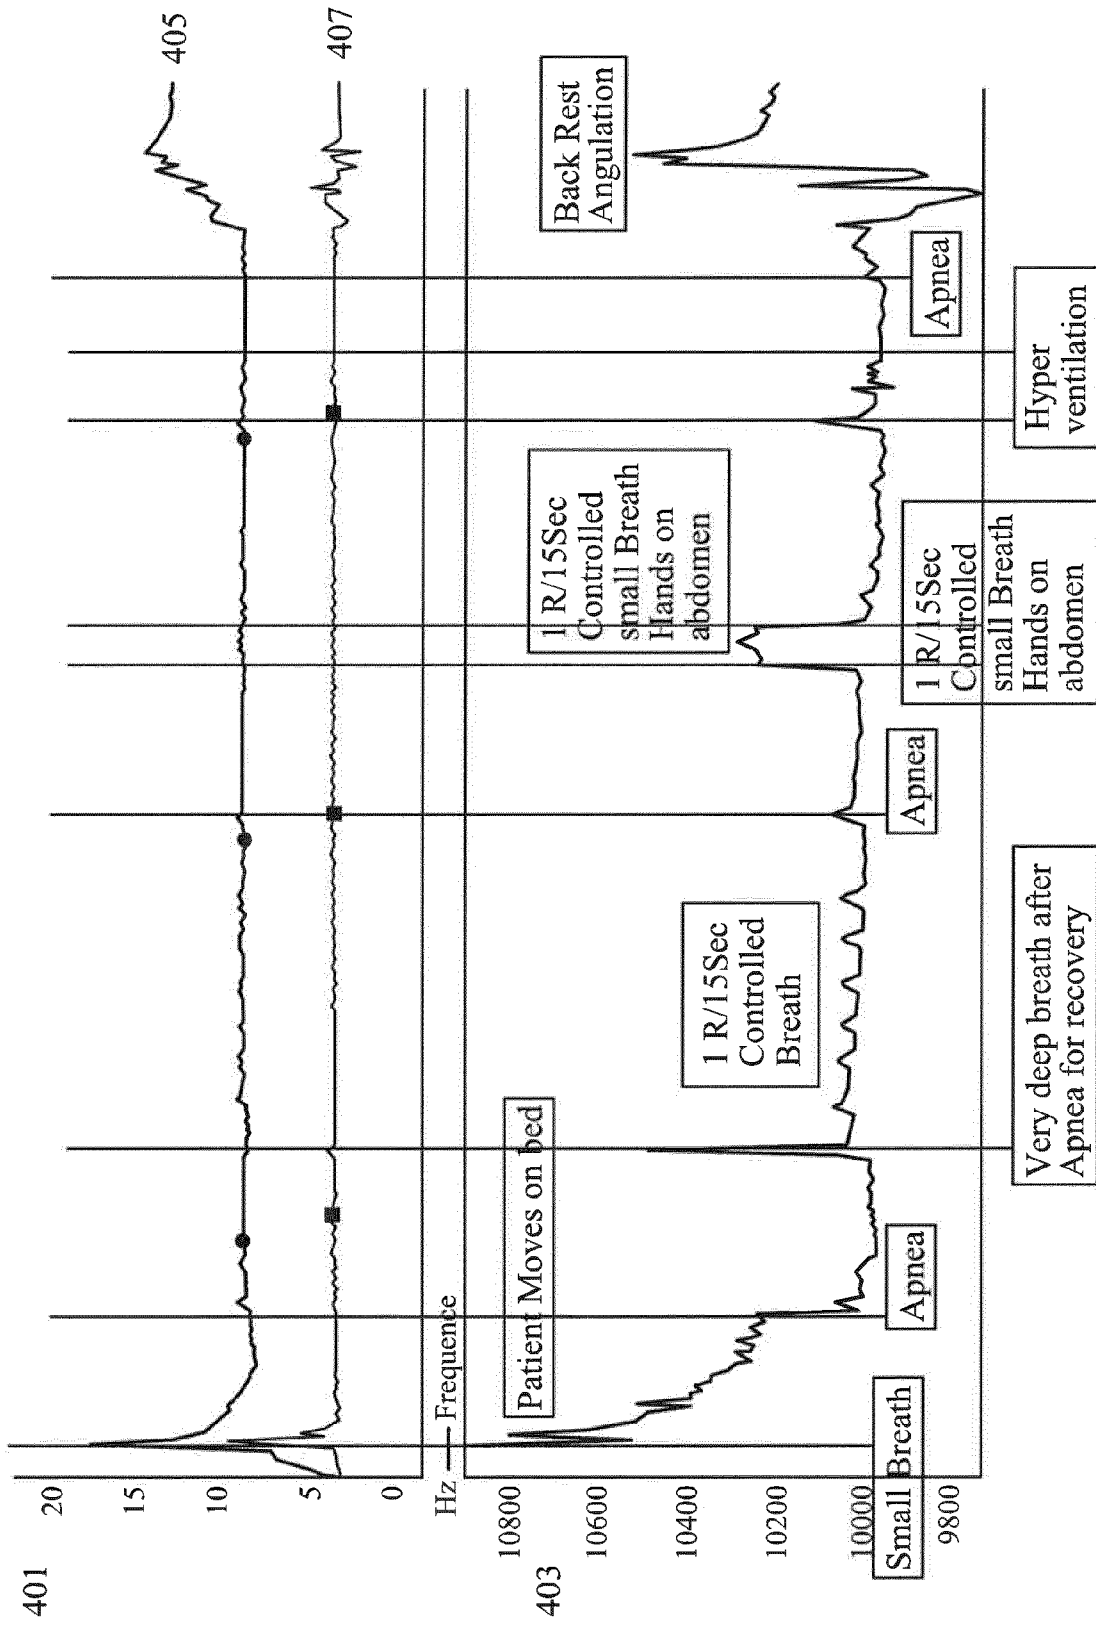 401
20
15
10
5
0
405
407
Hz
Frequence
403
10800
10600
10400
10200
10000
9800
Patient Moves on bed
1 R/15Sec
Controlled
Breath
1 R/15Sec
Controlled
small Breath
Hands on
abdomen
Back Rest
Angulation
Small Breath
Apnea
Very deep breath after
Apnea for recovery
Apnea
1 R/15Sec
Controlled
small Breath
Hands on
abdomen
Hyper
ventilation
Apnea